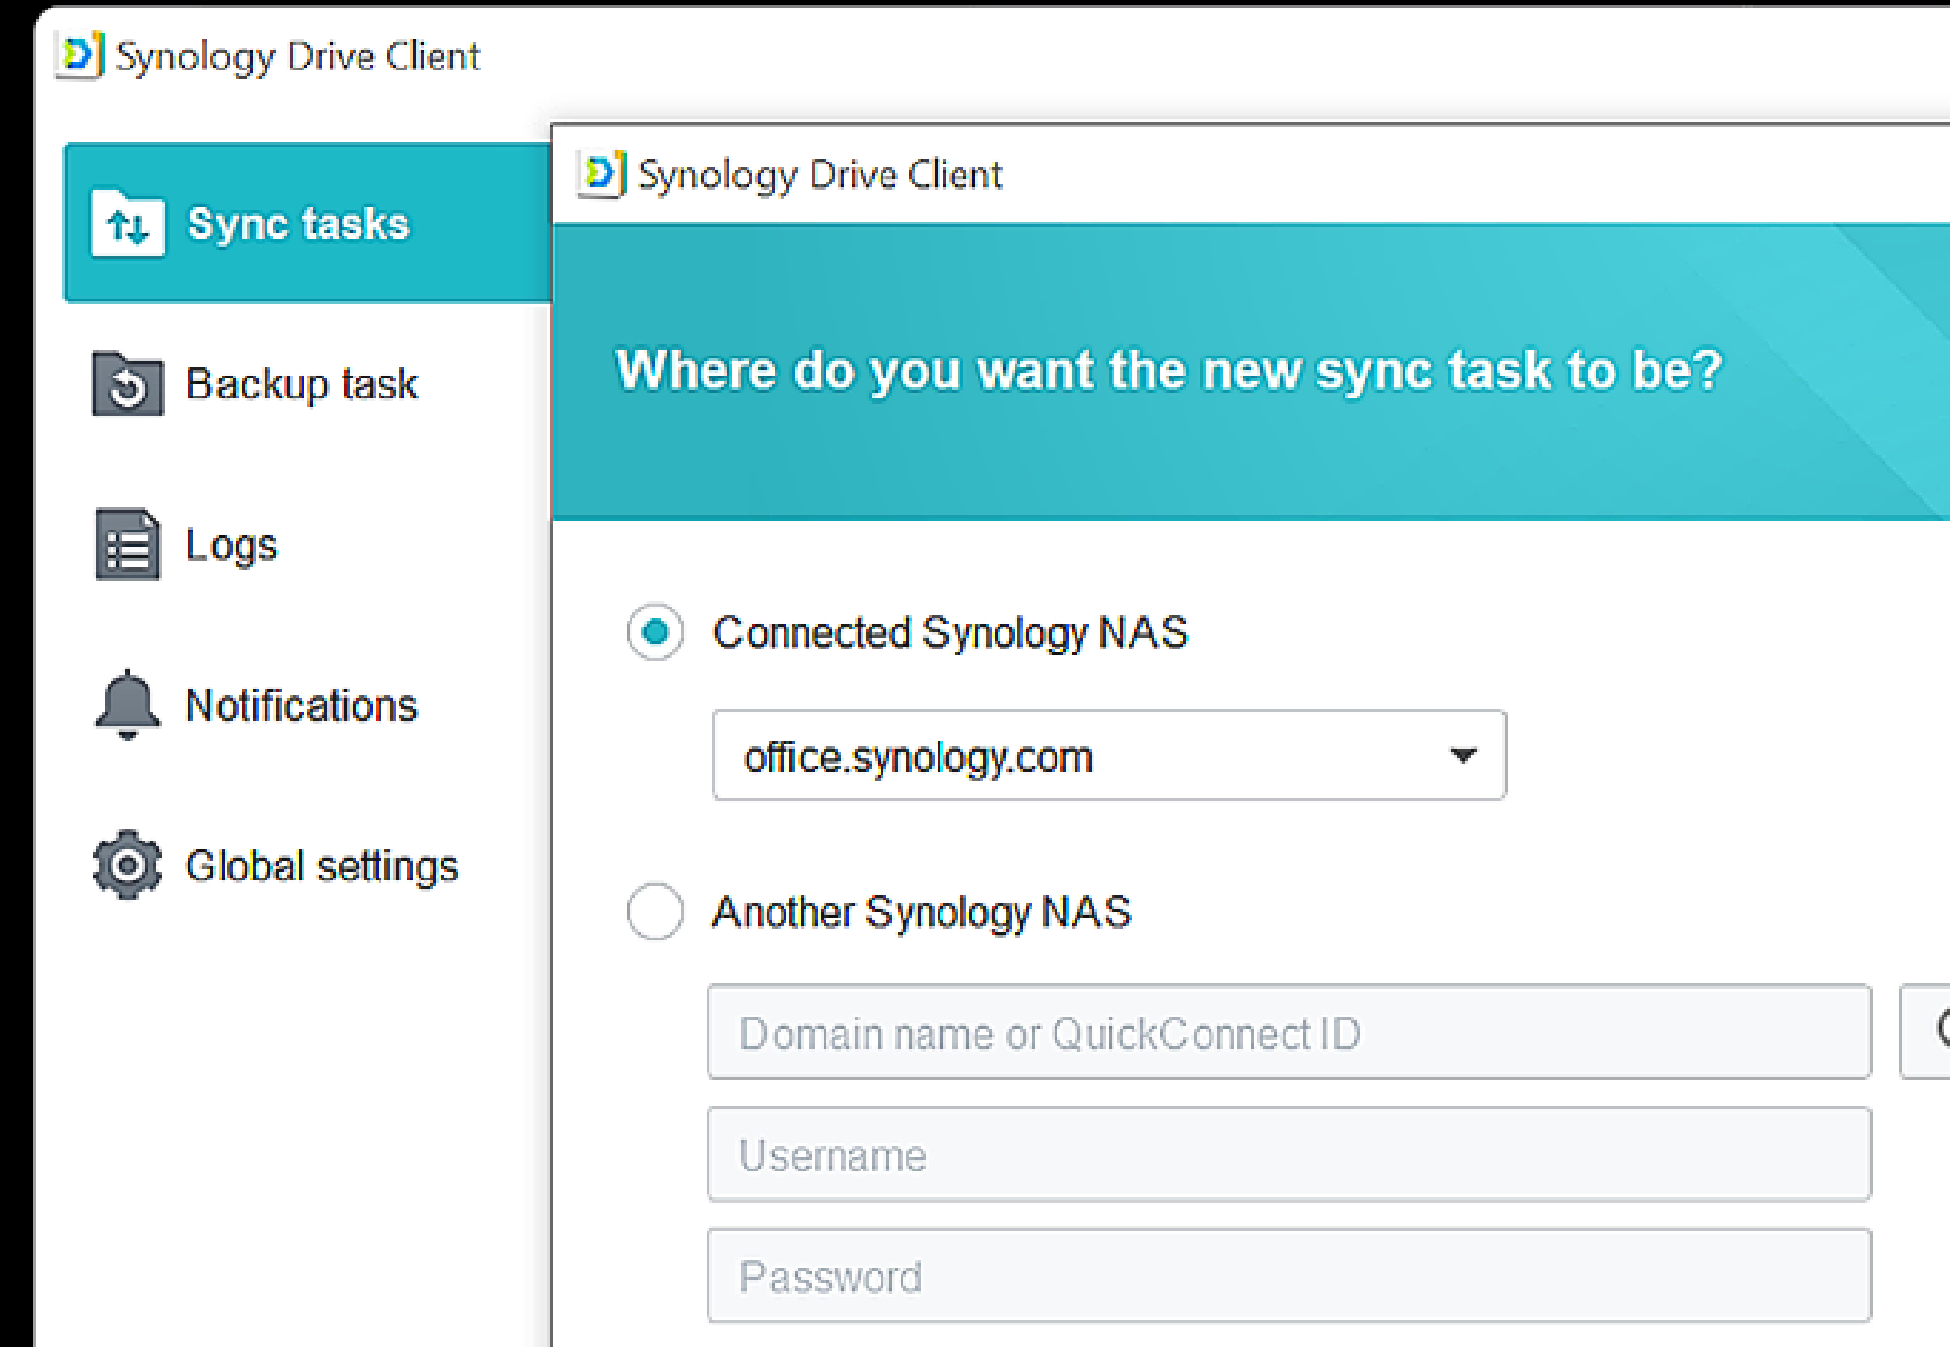 Synology Drive Client
Sync tasks
Backup task
Logs
Notifications
Global settings
Synology Drive Client
Where do you want the new sync task to be?
Connected Synology NAS
office.synology.com
Another Synology NAS
Domain name or QuickConnect ID
Username
Password